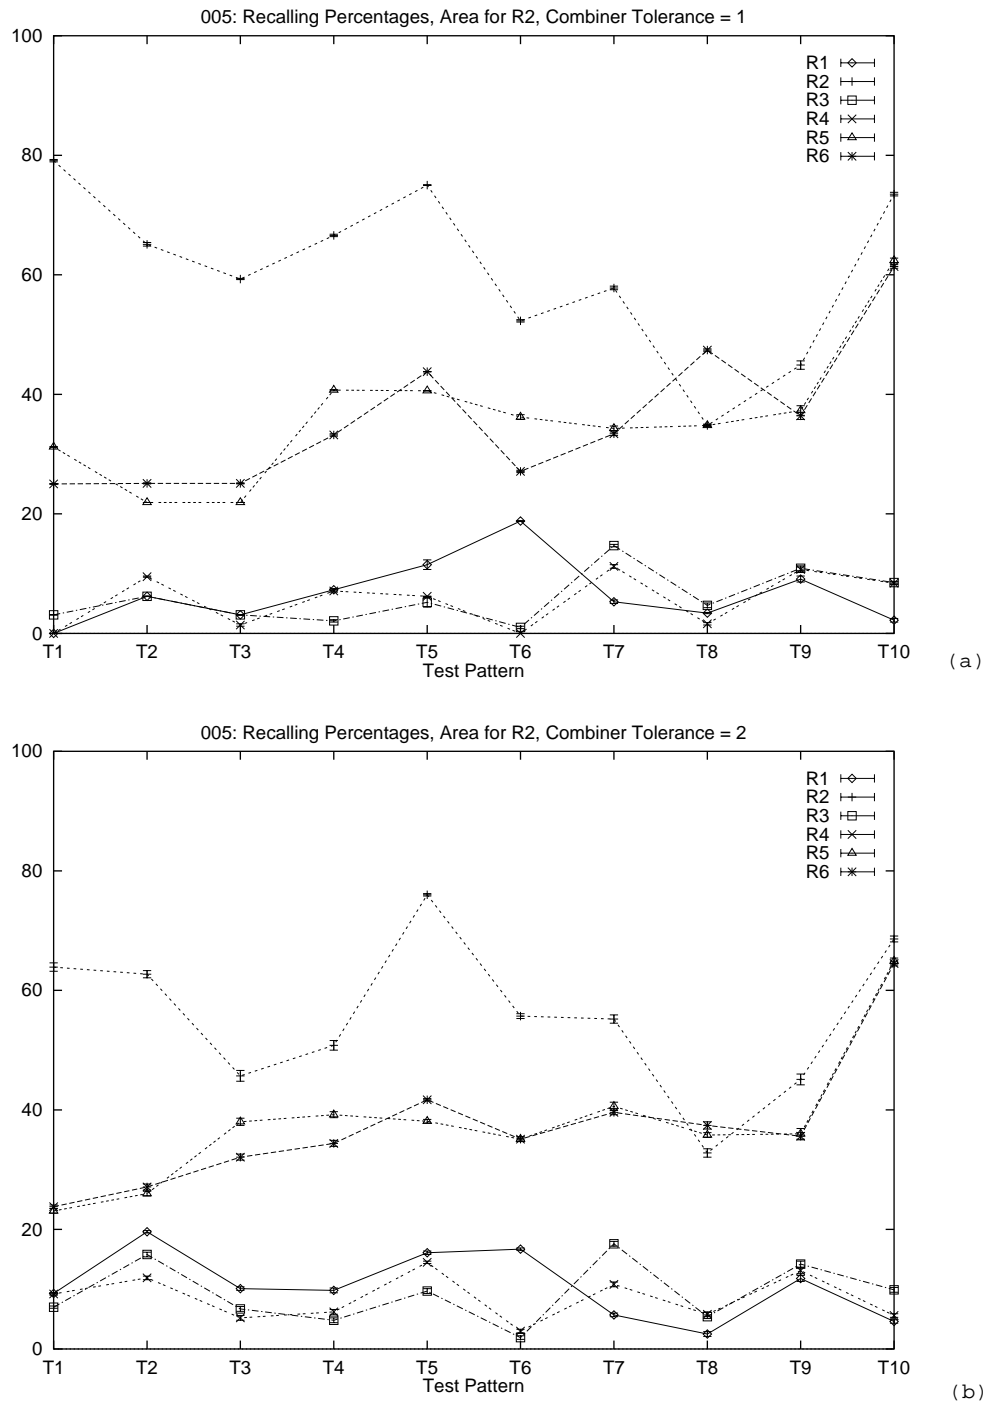 005: Recalling Percentages, Area for R2, Combiner Tolerance = 1
100
80
60
40
20
0
R1
R2
R3
R4
R5
R6
T1 T2 T3 T4 T5 T6 T7 T8 T9 T10
Test Pattern
(a)
005: Recalling Percentages, Area for R2, Combiner Tolerance = 2
100
80
60
40
20
0
R1
R2
R3
R4
R5
R6
T1 T2 T3 T4 T5 T6 T7 T8 T9 T10
Test Pattern
(b)